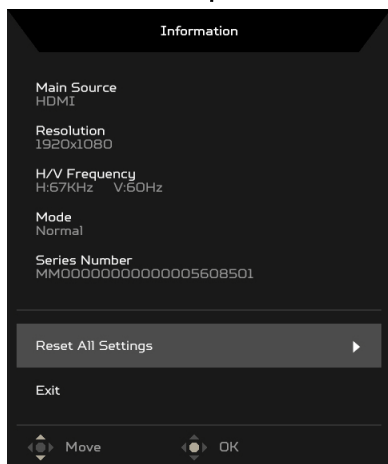 Information
Main Source
HDMI
Resolution
1920x1080
H/V Frequency
H:67KHz V:60Hz
Mode
Normal
Series Number
MM00000000000005608501
Reset All Settings
Exit
Move OK